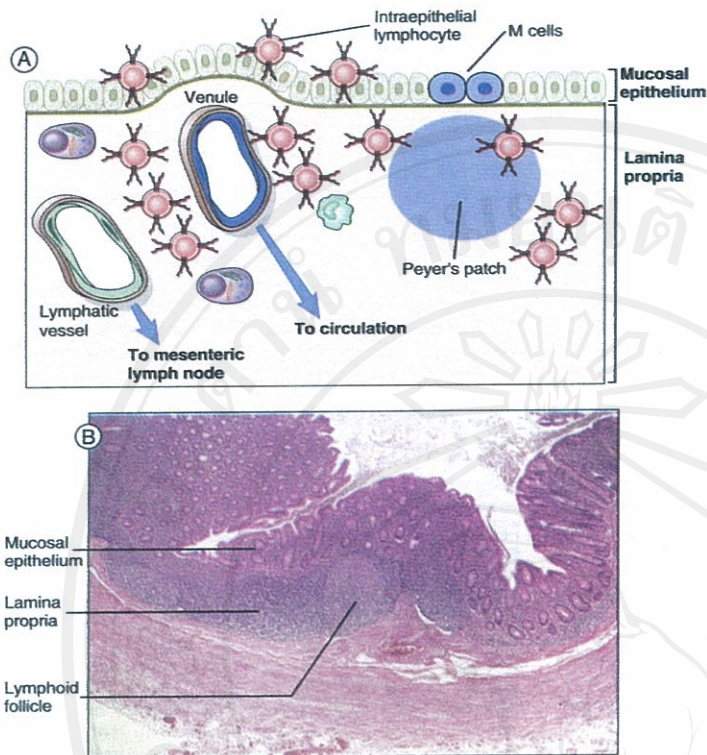 A
Intraepithelial
lymphocyte
M cells
Mucosal
epithelium
Venule
Lamina
propria
Peyer's patch
Lymphatic
vessel
To circulation
To mesenteric
lymph node
B
Mucosal
epithelium
Lamina
propria
Lymphoid
follicle